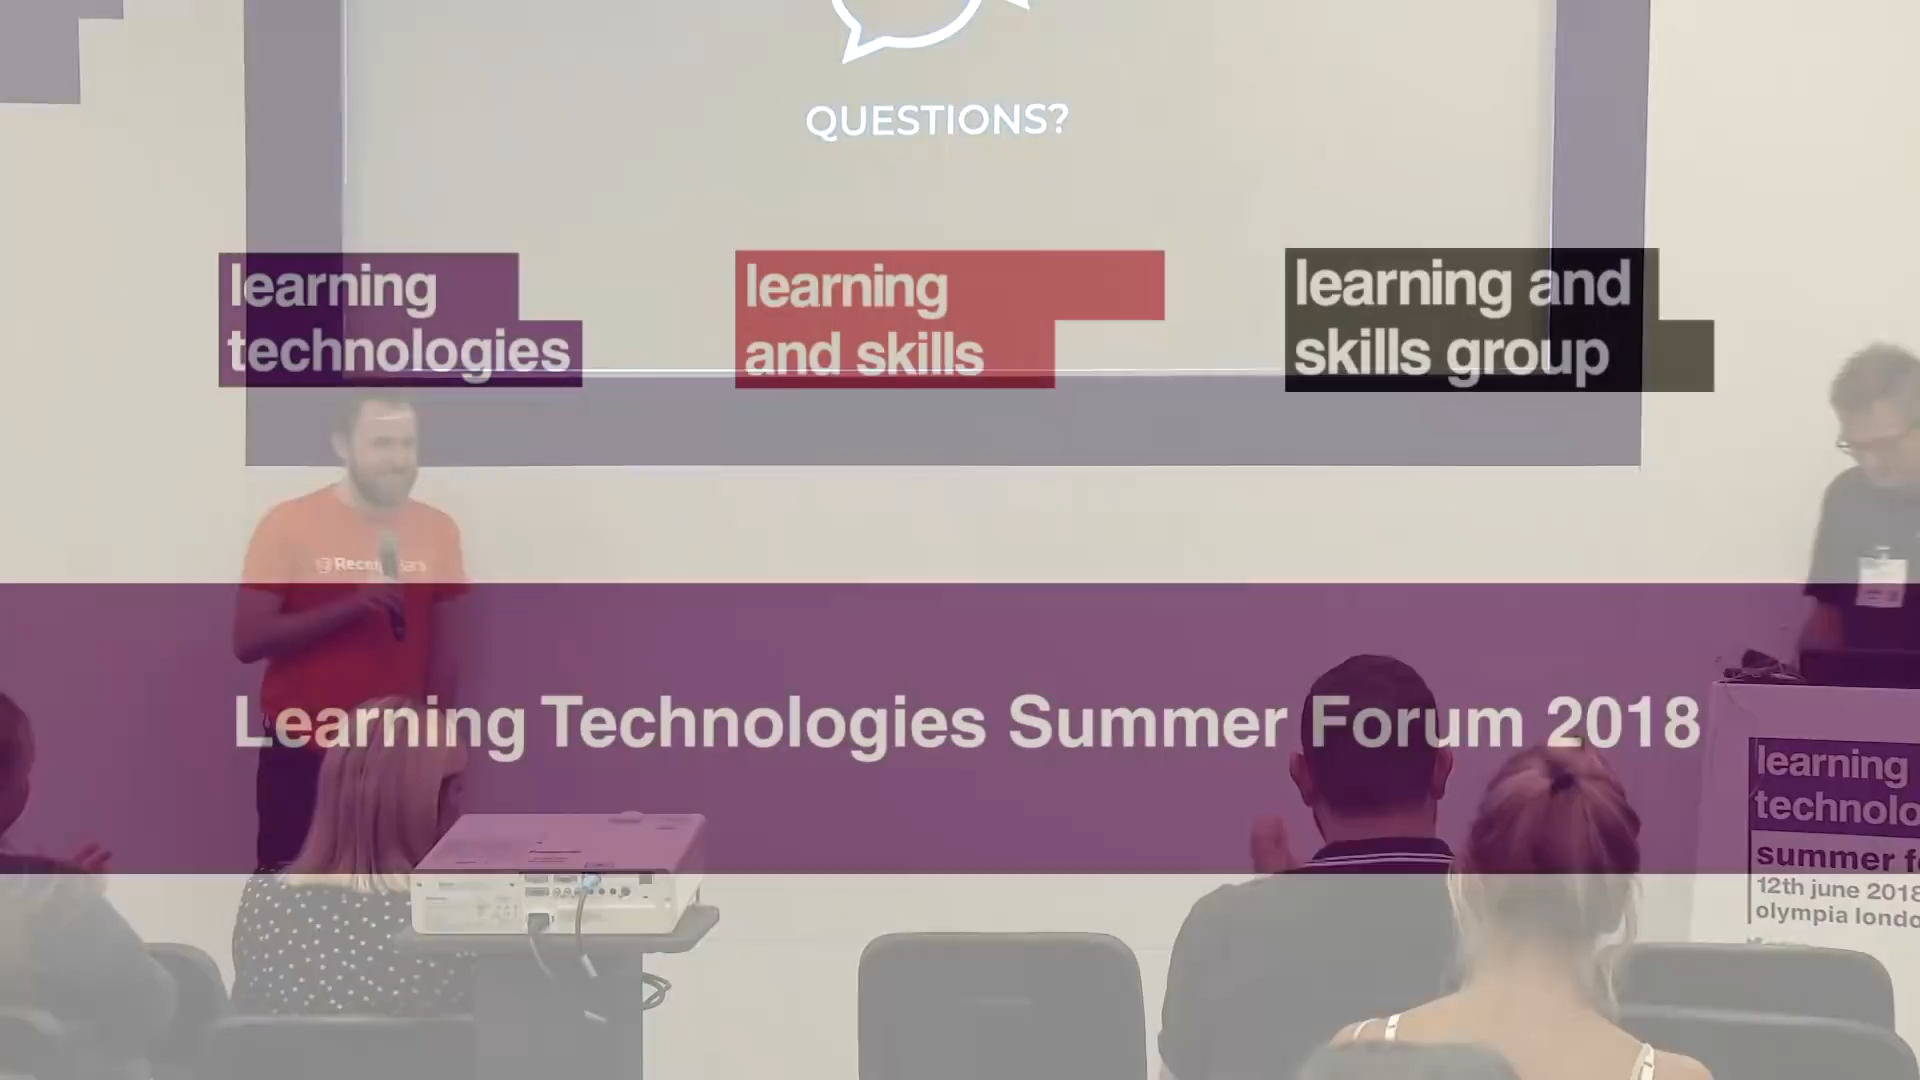 QUESTIONS?
learning
technologies
learning
and skills
learning and
skills group
Learning Technologies Summer Forum 2018
learning
technolo
summer f
12th june 2018
olympia londo